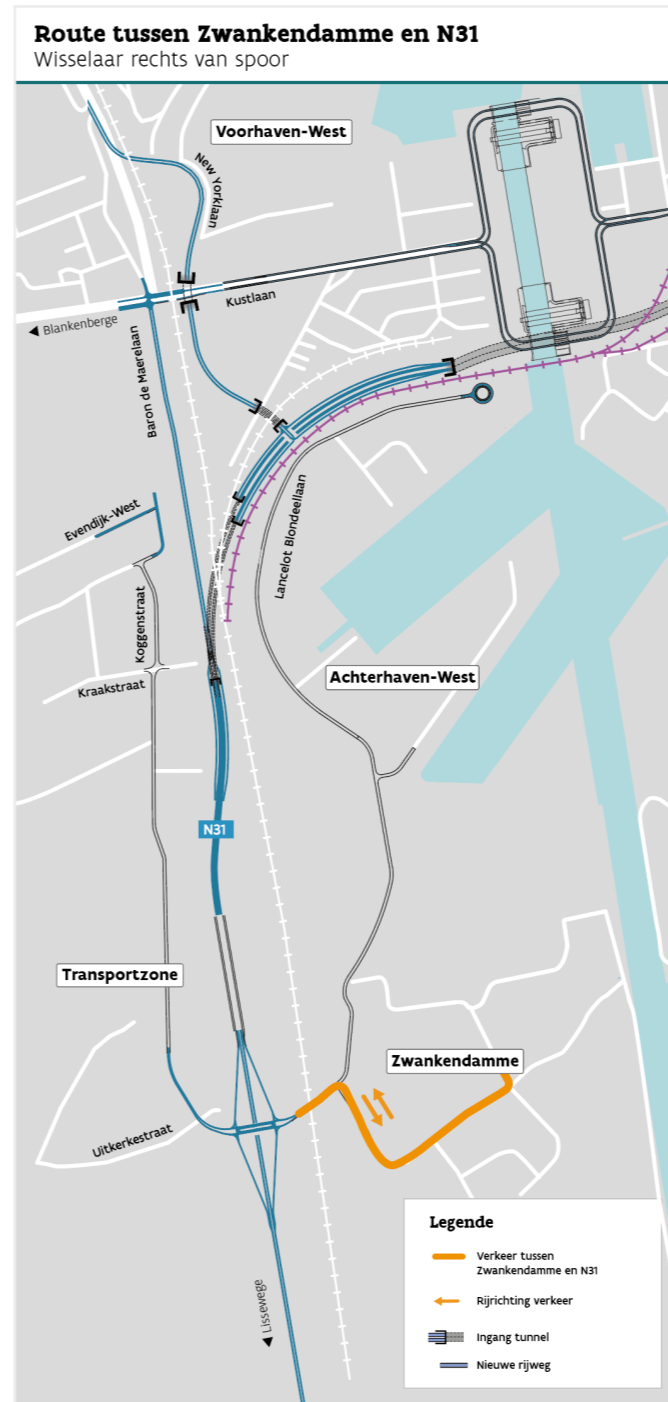 Route tussen Zwankendamme en N31
Wisselaar rechts van spoor
Voorhaven-West
New Yorklaan
Kustlaan
◀ Blankenberge
Baron de Maerelaan
Evendijk-West
Lancelot Blondeellaan
Koggenstraat
Kraakstraat
Achterhaven-West
N31
Transportzone
Zwankendamme
Uitkerkestraat
◀ Lissewege
Legende
Verkeer tussen
Zwankendamme en N31
Rijrichting verkeer
Ingang tunnel
Nieuwe rijweg